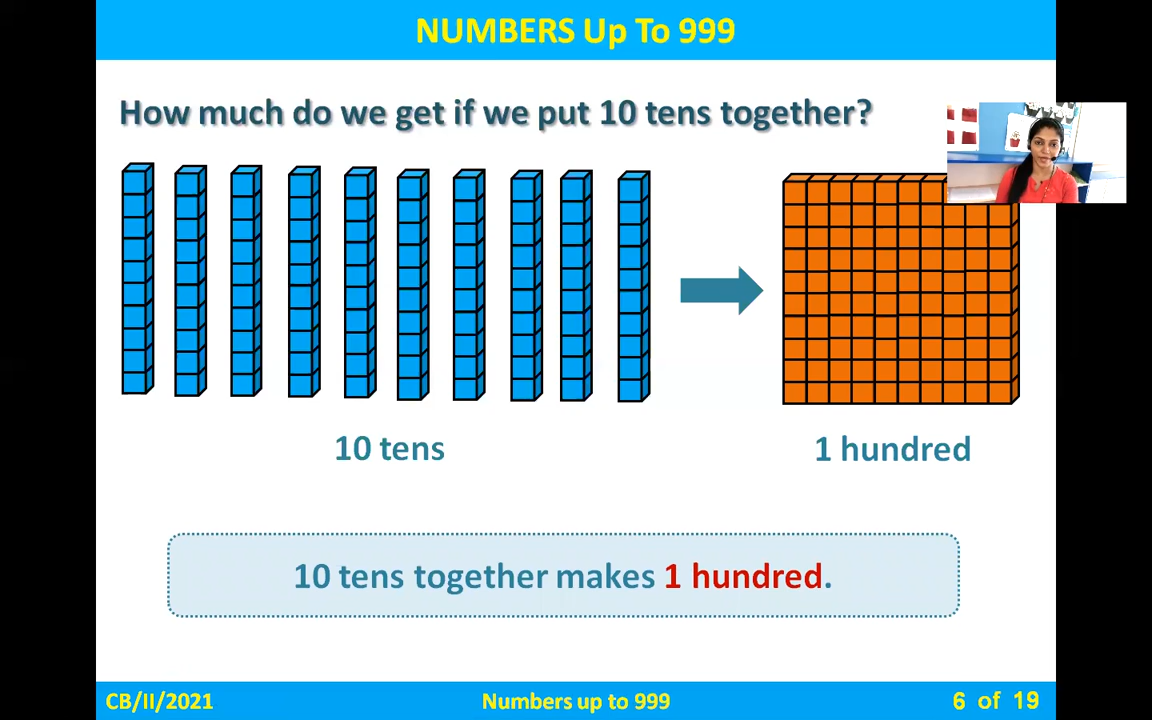 NUMBERS Up To 999
How much do we get if we put 10 tens together?
10 tens
1 hundred
10 tens together makes 1 hundred.
CB/II/2021
Numbers up to 999
6 of 19